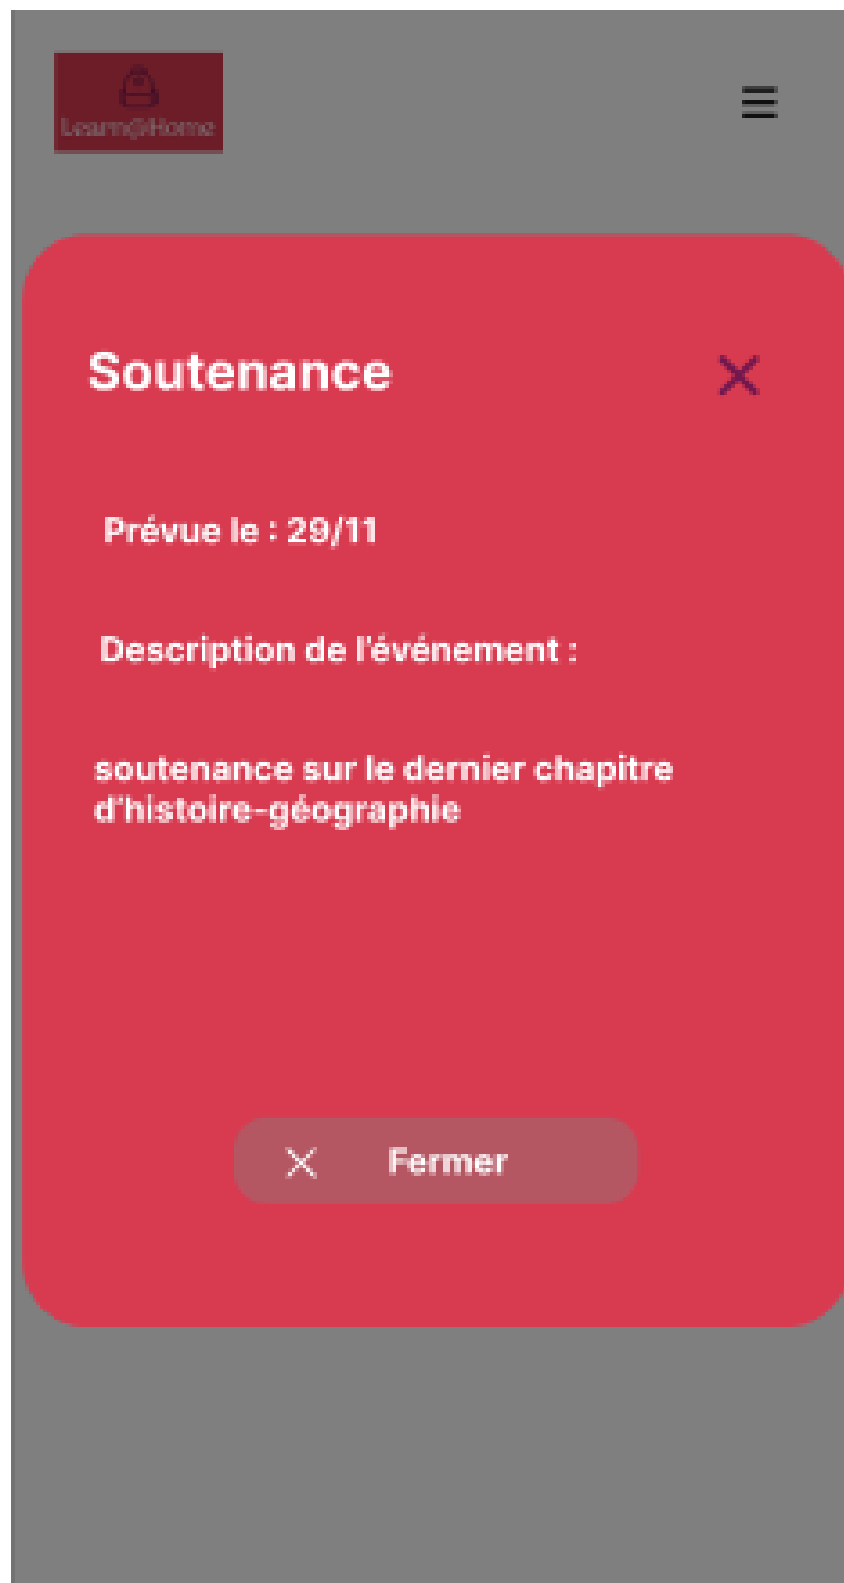 Learn@Home
Soutenance
Prévue le : 29/11
Description de l'événement :
soutenance sur le dernier chapitre
d'histoire-géographie
Fermer